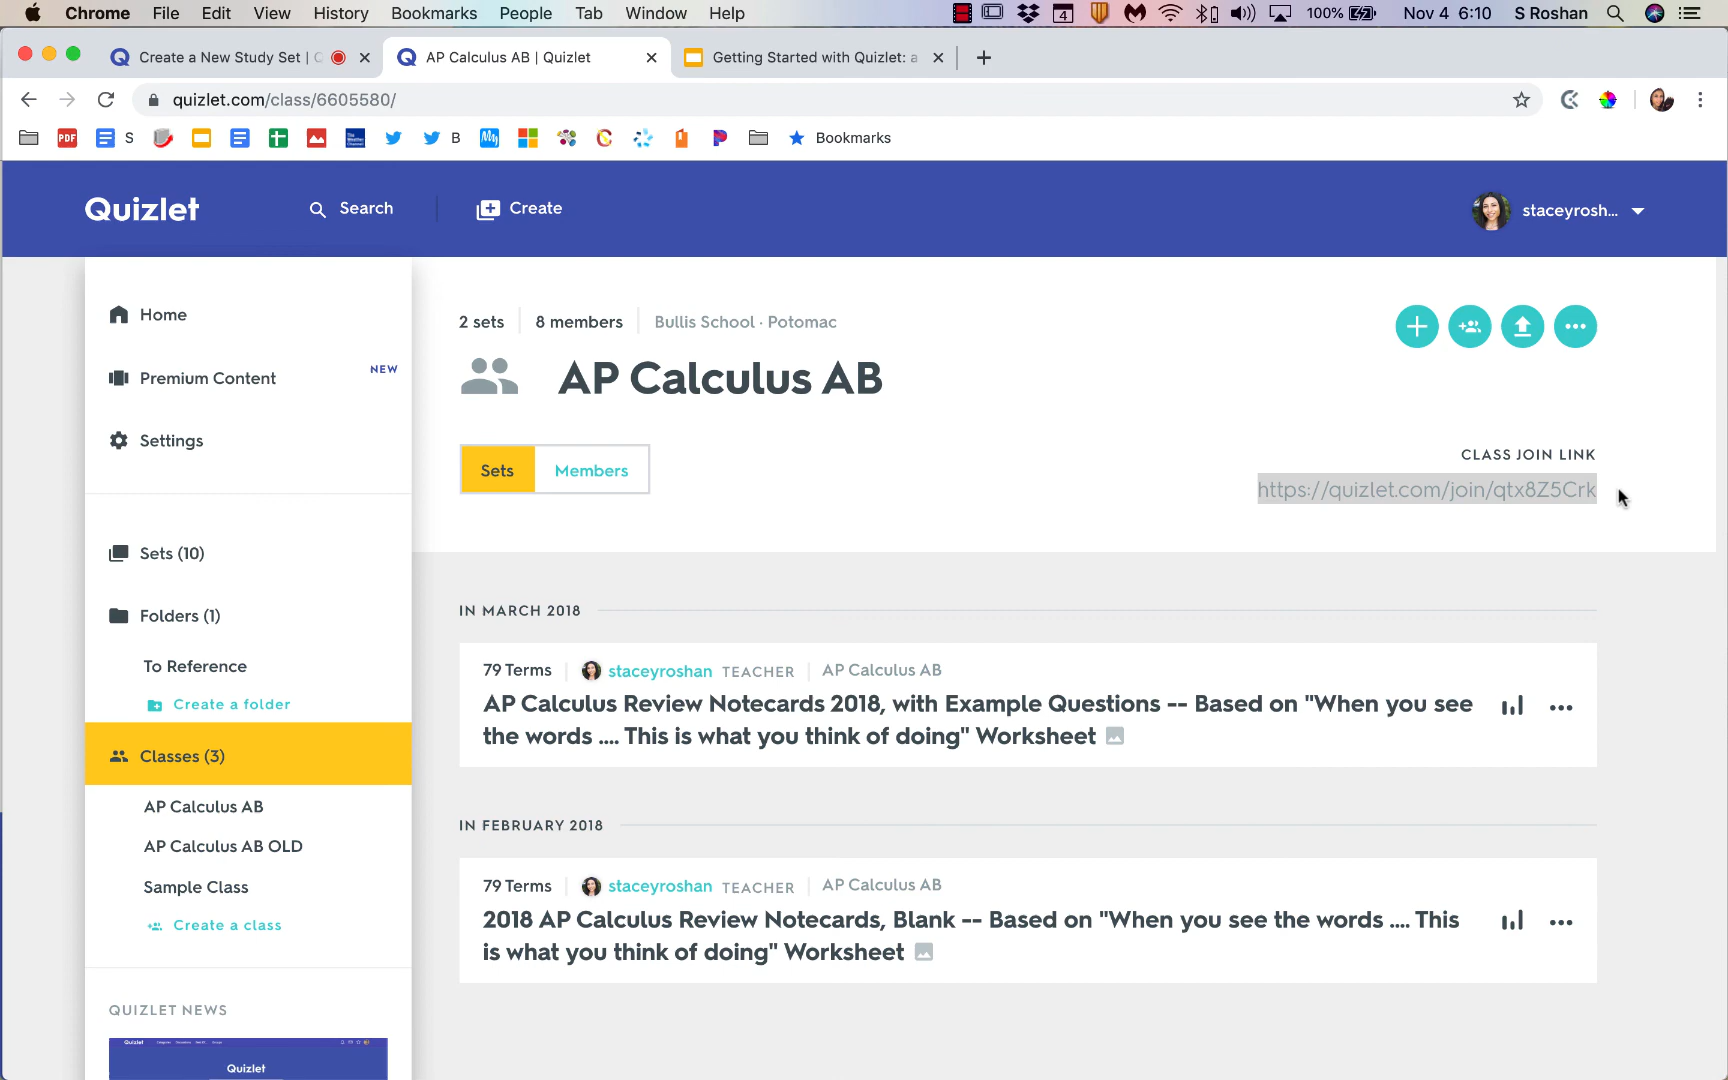 Chrome File Edit View History Bookmarks People Tab Window Help 4 100% Nov 4 6:10 S Roshan
Create a New Study Set | AP Calculus AB | Quizlet Getting Started with Quizlet: a
quizlet.com/class/6605580/
PDF S B My Bookmarks
Quizlet Search Create staceyrosh...
Home
Premium Content NEW
Settings
Sets (10)
Folders (1)
To Reference
Create a folder
Classes (3)
AP Calculus AB
AP Calculus AB OLD
Sample Class
Create a class
QUIZLET NEWS
Quizlet
Quizlet
2 sets 8 members Bullis School · Potomac
AP Calculus AB
Sets Members
CLASS JOIN LINK
https://quizlet.com/join/qtx8Z5Crk
IN MARCH 2018
79 Terms staceyroshan TEACHER AP Calculus AB
AP Calculus Review Notecards 2018, with Example Questions -- Based on "When you see
the words .... This is what you think of doing" Worksheet
IN FEBRUARY 2018
79 Terms staceyroshan TEACHER AP Calculus AB
2018 AP Calculus Review Notecards, Blank -- Based on "When you see the words .... This
is what you think of doing" Worksheet